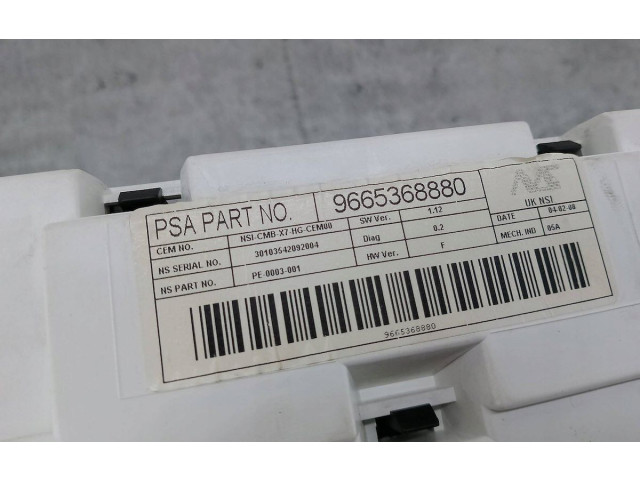 PSA PART NO. 9665368880
CEM NO. NSI-CMB-X7-HG-CEM00 SW Ver. 1.12 UK NSI
NS SERIAL NO. 30103542092004 Diag 0.2 DATE 04-02-08
NS PART NO. PE-0003-001 HW Ver. F MECH. IND 05A
9665368880